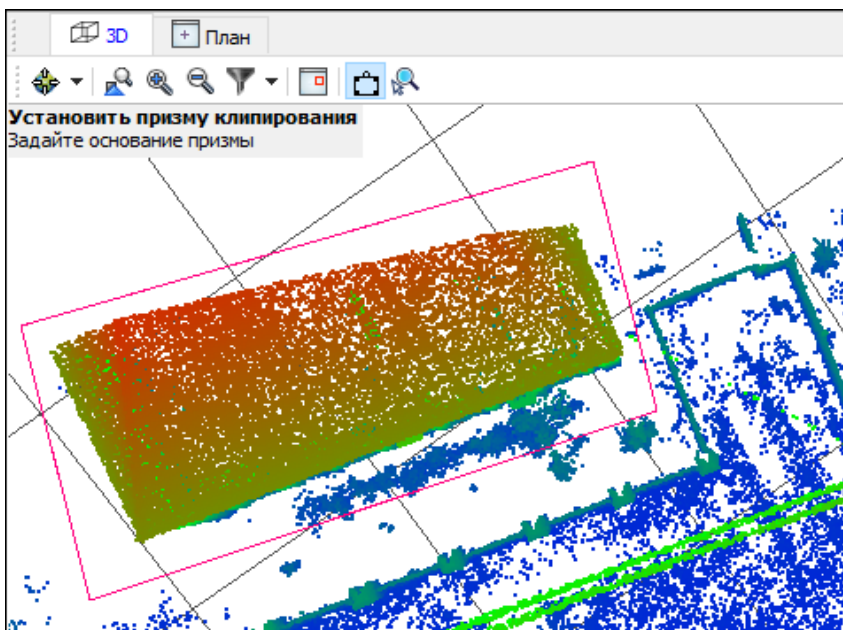 3D
План
Установить призму клипирования
Задайте основание призмы